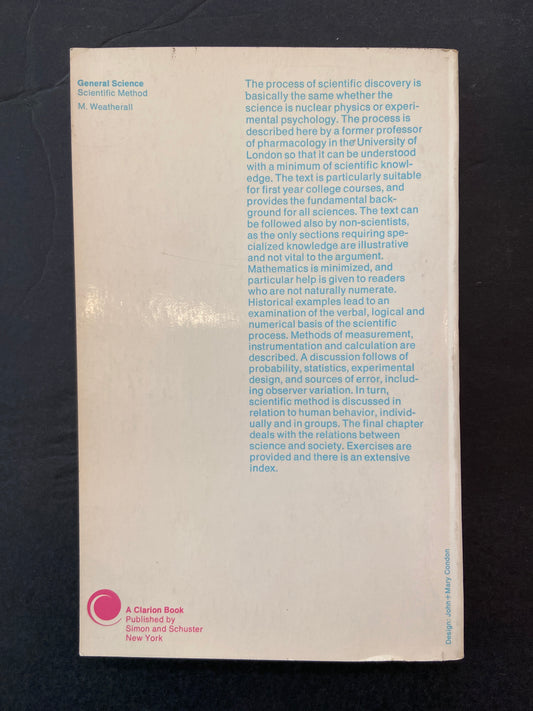 General Science
Scientific Method
M. Weatherall
The process of scientific discovery is
basically the same whether the
science is nuclear physics or experi-
mental psychology. The process is
described here by a former professor
of pharmacology in the University of
London so that it can be understood
with a minimum of scientific knowl-
edge. The text is particularly suitable
for first year college courses, and
provides the fundamental back-
ground for all sciences. The text can
be followed also by non-scientists,
as the only sections requiring spe-
cialized knowledge are illustrative
and not vital to the argument.
Mathematics is minimized, and
particular help is given to readers
who are not naturally numerate.
Historical examples lead to an
examination of the verbal, logical and
numerical basis of the scientific
process. Methods of measurement,
instrumentation and calculation are
described. A discussion follows of
probability, statistics, experimental
design, and sources of error, includ-
ing observer variation. In turn,
scientific method is discussed in
relation to human behavior, individ-
ually and in groups. The final chapter
deals with the relations between
science and society. Exercises are
provided and there is an extensive
index.
A Clarion Book
Published by
Simon and Schuster
New York
Design: John + Mary Condon